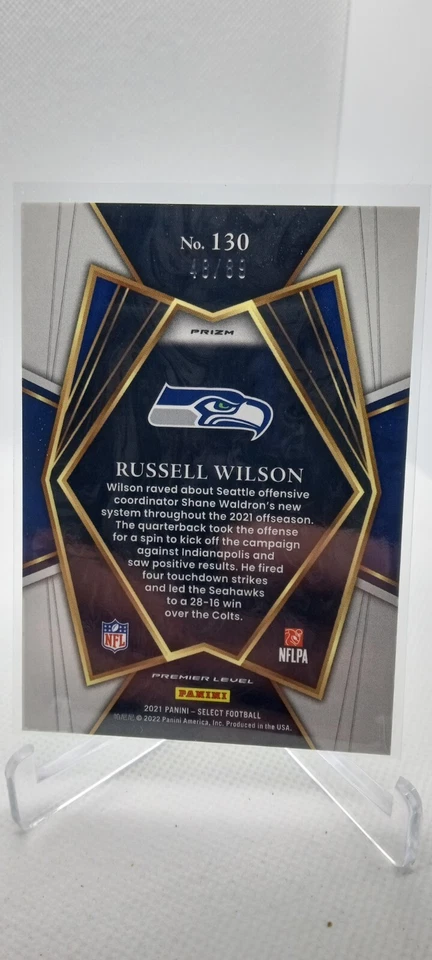 No. 130
PRIZM
RUSSELL WILSON
Wilson raved about Seattle offensive
coordinator Shane Waldron's new
system throughout the 2021 offseason.
The quarterback took the offense
for a spin to kick off the campaign
against Indianapolis and
saw positive results. He fired
four touchdown strikes
and led the Seahawks
to a 28-16 win
over the Colts.
NFL
NFLPA
PREMIER LEVEL
PANINI
2021 PANINI – SELECT FOOTBALL
© 2022 Panini America, Inc. Produced in the USA.